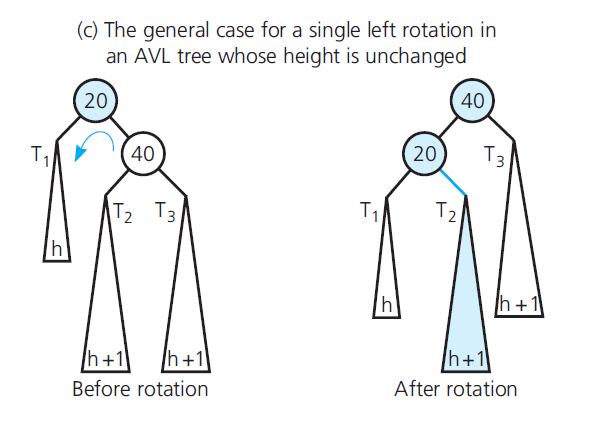 (c) The general case for a single left rotation in
an AVL tree whose height is unchanged
20
40
T1
40
20
T3
T2 T3
T1
T2
h
h
h + 1
h + 1
h + 1
h + 1
Before rotation
After rotation